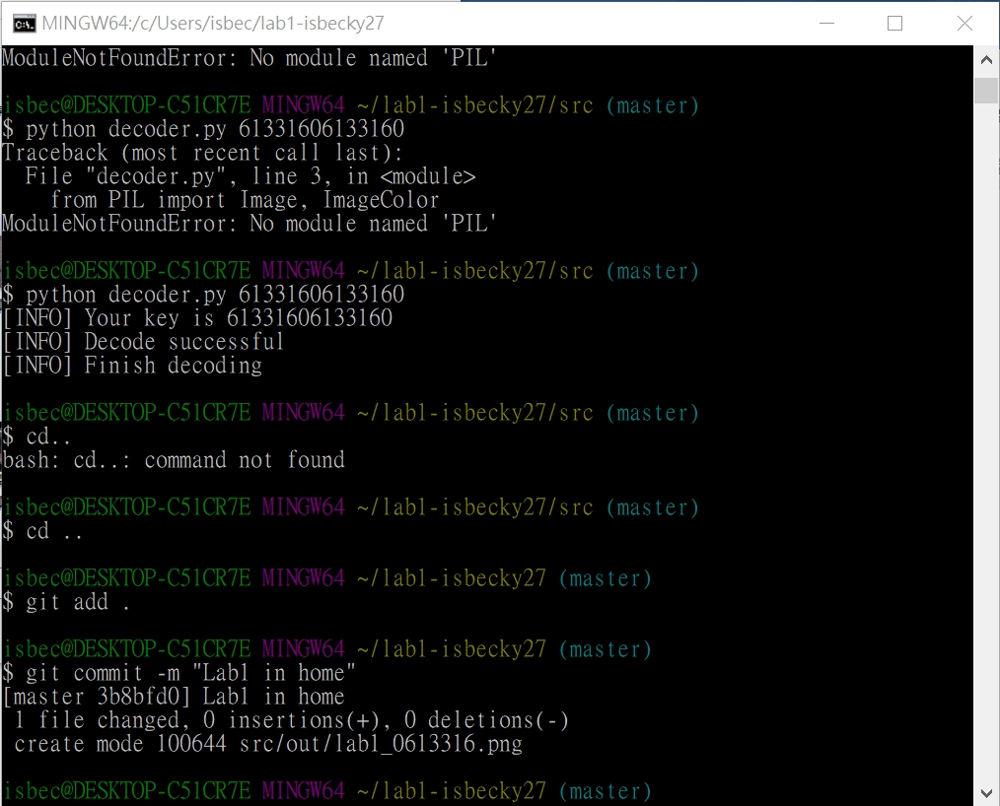 MINGW64:/c/Users/isbec/lab1-isbecky27
ModuleNotFoundError: No module named 'PIL'
isbec@DESKTOP-C51CR7E MINGW64 ~/lab1-isbecky27/src (master)
$ python decoder.py 61331606133160
Traceback (most recent call last):
  File "decoder.py", line 3, in <module>
    from PIL import Image, ImageColor
ModuleNotFoundError: No module named 'PIL'
isbec@DESKTOP-C51CR7E MINGW64 ~/lab1-isbecky27/src (master)
$ python decoder.py 61331606133160
[INFO] Your key is 61331606133160
[INFO] Decode successful
[INFO] Finish decoding
isbec@DESKTOP-C51CR7E MINGW64 ~/lab1-isbecky27/src (master)
$ cd..
bash: cd..: command not found
isbec@DESKTOP-C51CR7E MINGW64 ~/lab1-isbecky27/src (master)
$ cd ..
isbec@DESKTOP-C51CR7E MINGW64 ~/lab1-isbecky27 (master)
$ git add .
isbec@DESKTOP-C51CR7E MINGW64 ~/lab1-isbecky27 (master)
$ git commit -m "Lab1 in home"
[master 3b8bfd0] Lab1 in home
 1 file changed, 0 insertions(+), 0 deletions(-)
 create mode 100644 src/out/lab1_0613316.png
isbec@DESKTOP-C51CR7E MINGW64 ~/lab1-isbecky27 (master)